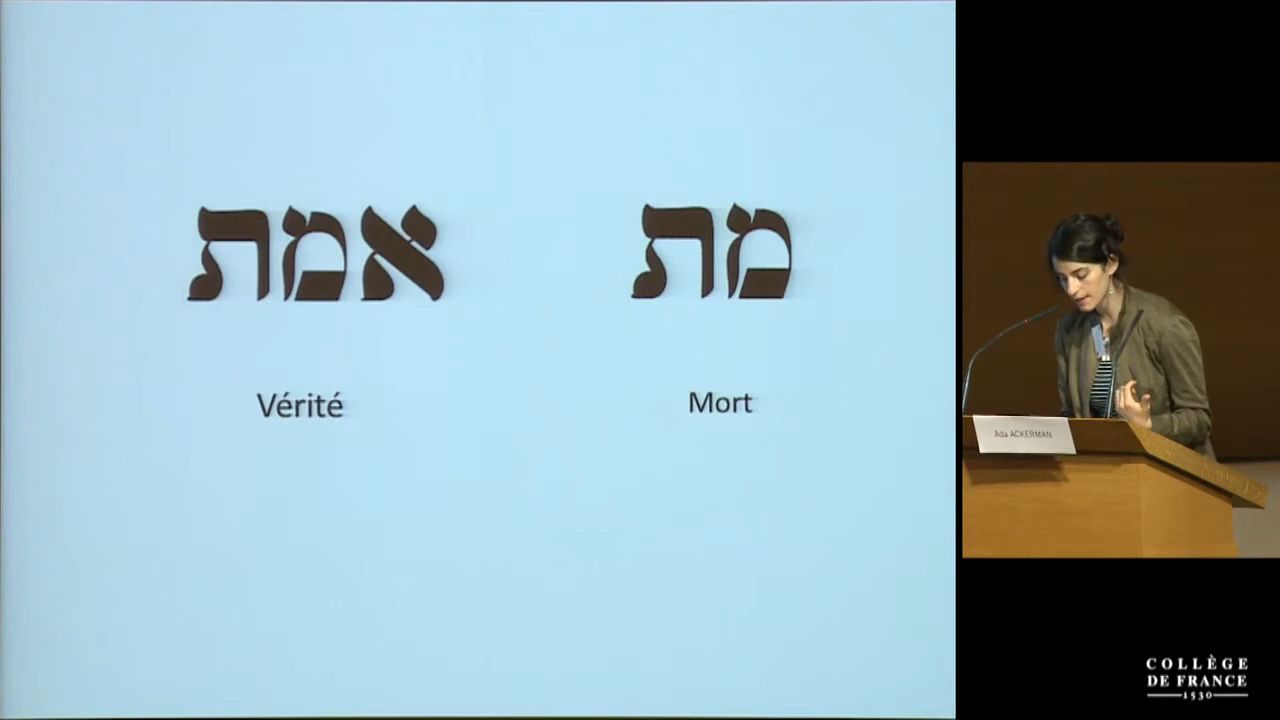 אמת מת
Vérité Mort
Ada ACKERMAN
COLLÈGE
DE FRANCE
1530